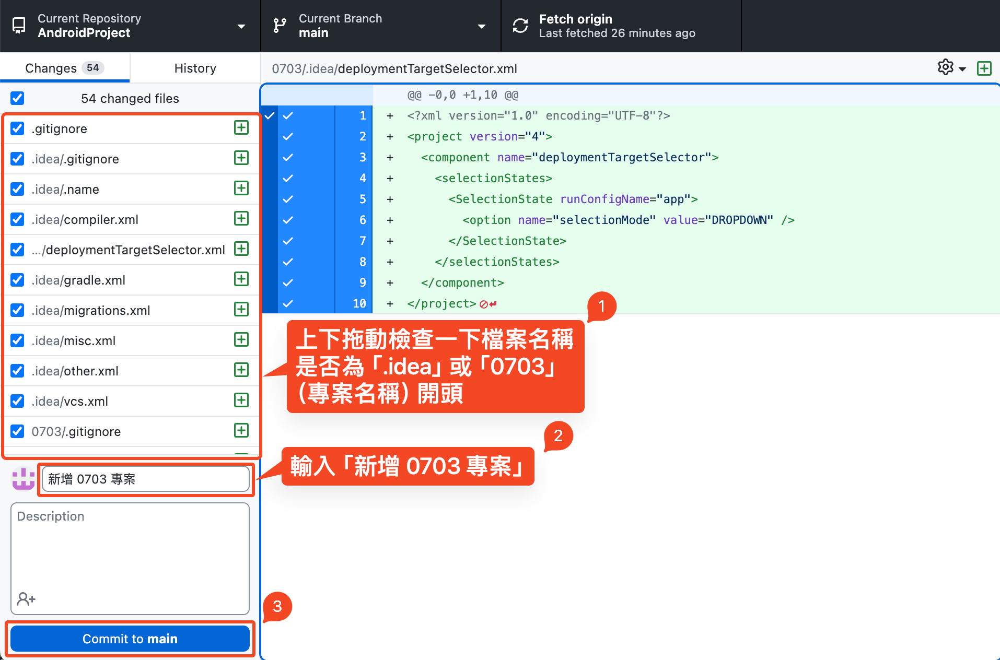 Current Repository
AndroidProject
Current Branch
main
Fetch origin
Last fetched 26 minutes ago
Changes 54
History
0703/.idea/deploymentTargetSelector.xml
54 changed files
.gitignore
.idea/.gitignore
.idea/.name
.idea/compiler.xml
.../deploymentTargetSelector.xml
.idea/gradle.xml
.idea/migrations.xml
.idea/misc.xml
.idea/other.xml
.idea/vcs.xml
0703/.gitignore
新增 0703 專案
Description
Commit to main
@@ -0,0 +1,10 @@
1 + <?xml version="1.0" encoding="UTF-8"?>
2 + <project version="4">
3 + <component name="deploymentTargetSelector">
4 + <selectionStates>
5 + <SelectionState runConfigName="app">
6 + <option name="selectionMode" value="DROPDOWN" />
7 + </SelectionState>
8 + </selectionStates>
9 + </component>
10 + </project>
1
上下拖動檢查一下檔案名稱
是否為「.idea」或「0703」
（專案名稱）開頭
2
輸入「新增 0703 專案」
3